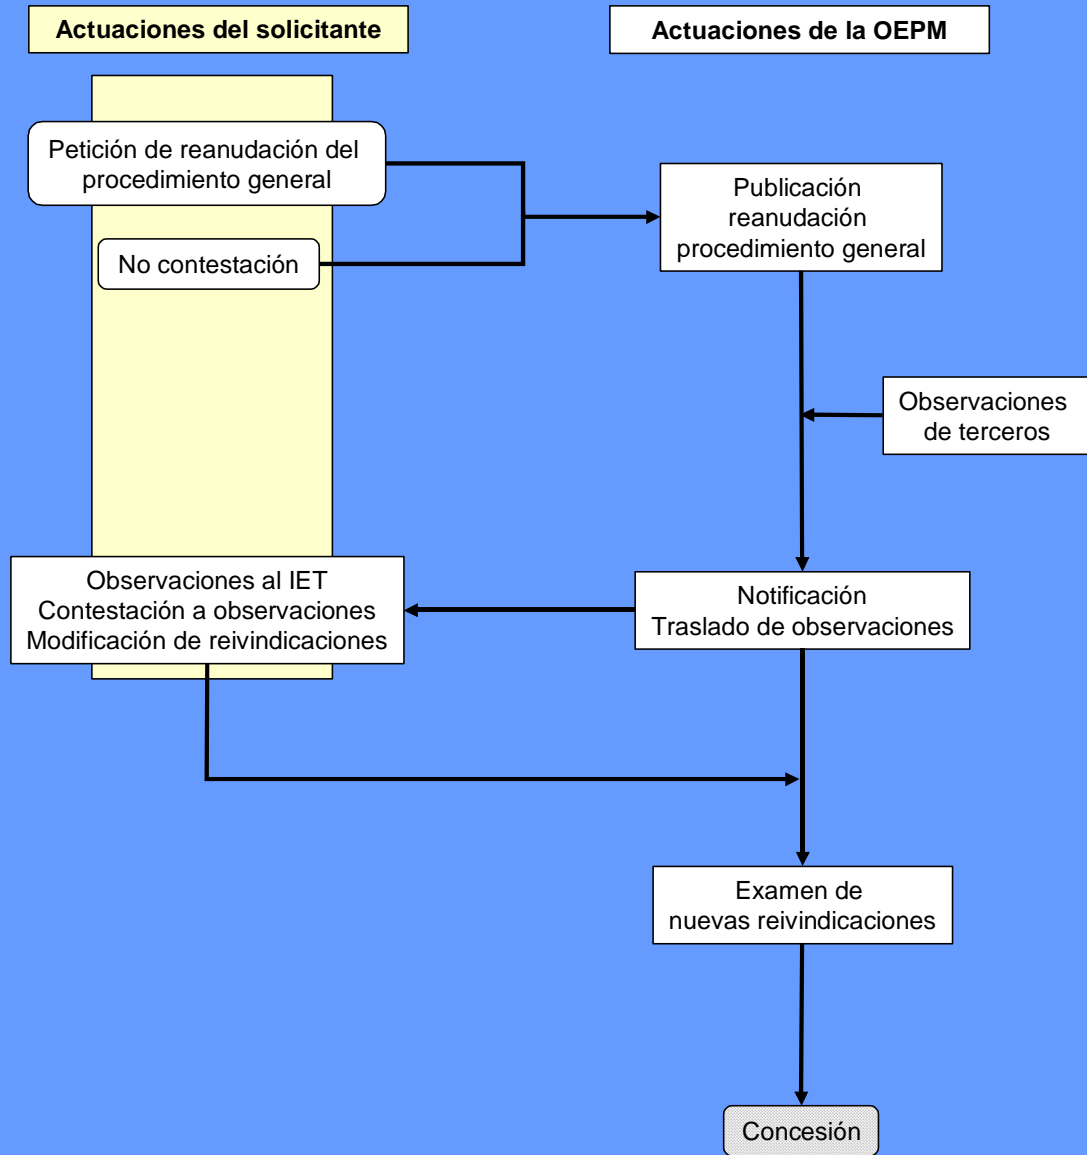 Actuaciones del solicitante
Actuaciones de la OEPM
Petición de reanudación del
procedimiento general
No contestación
Publicación
reanudación
procedimiento general
Observaciones
de terceros
Observaciones al IET
Contestación a observaciones
Modificación de reivindicaciones
Notificación
Traslado de observaciones
Examen de
nuevas reivindicaciones
Concesión